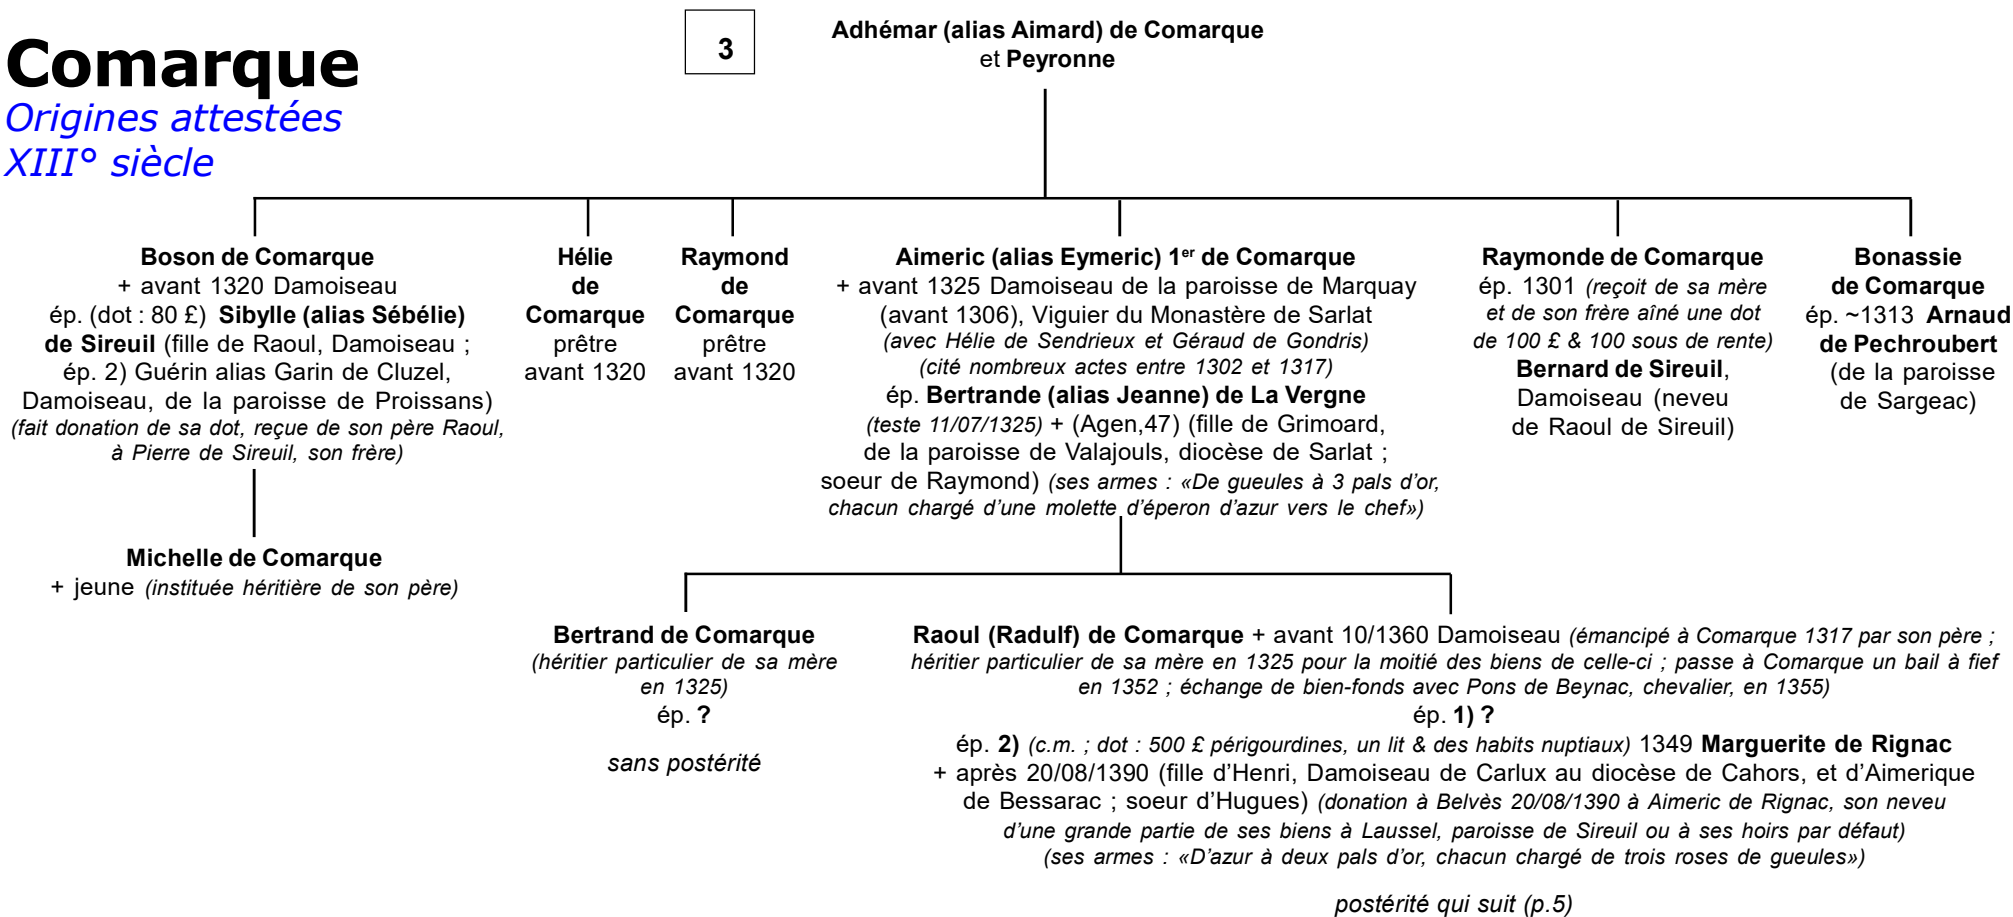 Comarque
Origines attestées
XIII° siècle
3
Adhémar (alias Aimard) de Comarque
et Peyronne
Boson de Comarque
+ avant 1320 Damoiseau
ép. (dot : 80 £) Sibylle (alias Sébélie)
de Sireuil (fille de Raoul, Damoiseau ;
ép. 2) Guérin alias Garin de Cluzel,
Damoiseau, de la paroisse de Proissans)
(fait donation de sa dot, reçue de son père Raoul,
à Pierre de Sireuil, son frère)
Michelle de Comarque
+ jeune (instituée héritière de son père)
Hélie
de
Comarque
prêtre
avant 1320
Raymond
de
Comarque
prêtre
avant 1320
Aimeric (alias Eymeric) 1er de Comarque
+ avant 1325 Damoiseau de la paroisse de Marquay
(avant 1306), Viguier du Monastère de Sarlat
(avec Hélie de Sendrieux et Géraud de Gondris)
(cité nombreux actes entre 1302 et 1317)
ép. Bertrande (alias Jeanne) de La Vergne
(teste 11/07/1325) + (Agen,47) (fille de Grimoard,
de la paroisse de Valajouls, diocèse de Sarlat ;
soeur de Raymond) (ses armes : «De gueules à 3 pals d'or,
chacun chargé d'une molette d'éperon d'azur vers le chef»)
Raymonde de Comarque
ép. 1301 (reçoit de sa mère
et de son frère aîné une dot
de 100 £ & 100 sous de rente)
Bernard de Sireuil,
Damoiseau (neveu
de Raoul de Sireuil)
Bonassie
de Comarque
ép. ~1313 Arnaud
de Pechroubert
(de la paroisse
de Sargeac)
Bertrand de Comarque
(héritier particulier de sa mère
en 1325)
ép. ?
sans postérité
Raoul (Radulf) de Comarque + avant 10/1360 Damoiseau (émancipé à Comarque 1317 par son père ;
héritier particulier de sa mère en 1325 pour la moitié des biens de celle-ci ; passe à Comarque un bail à fief
en 1352 ; échange de bien-fonds avec Pons de Beynac, chevalier, en 1355)
ép. 1) ?
ép. 2) (c.m. ; dot : 500 £ périgourdines, un lit & des habits nuptiaux) 1349 Marguerite de Rignac
+ après 20/08/1390 (fille d'Henri, Damoiseau de Carlux au diocèse de Cahors, et d'Aimerique
de Bessarac ; soeur d'Hugues) (donation à Belvès 20/08/1390 à Aimeric de Rignac, son neveu
d'une grande partie de ses biens à Laussel, paroisse de Sireuil ou à ses hoirs par défaut)
(ses armes : «D'azur à deux pals d'or, chacun chargé de trois roses de gueules»)
postérité qui suit (p.5)